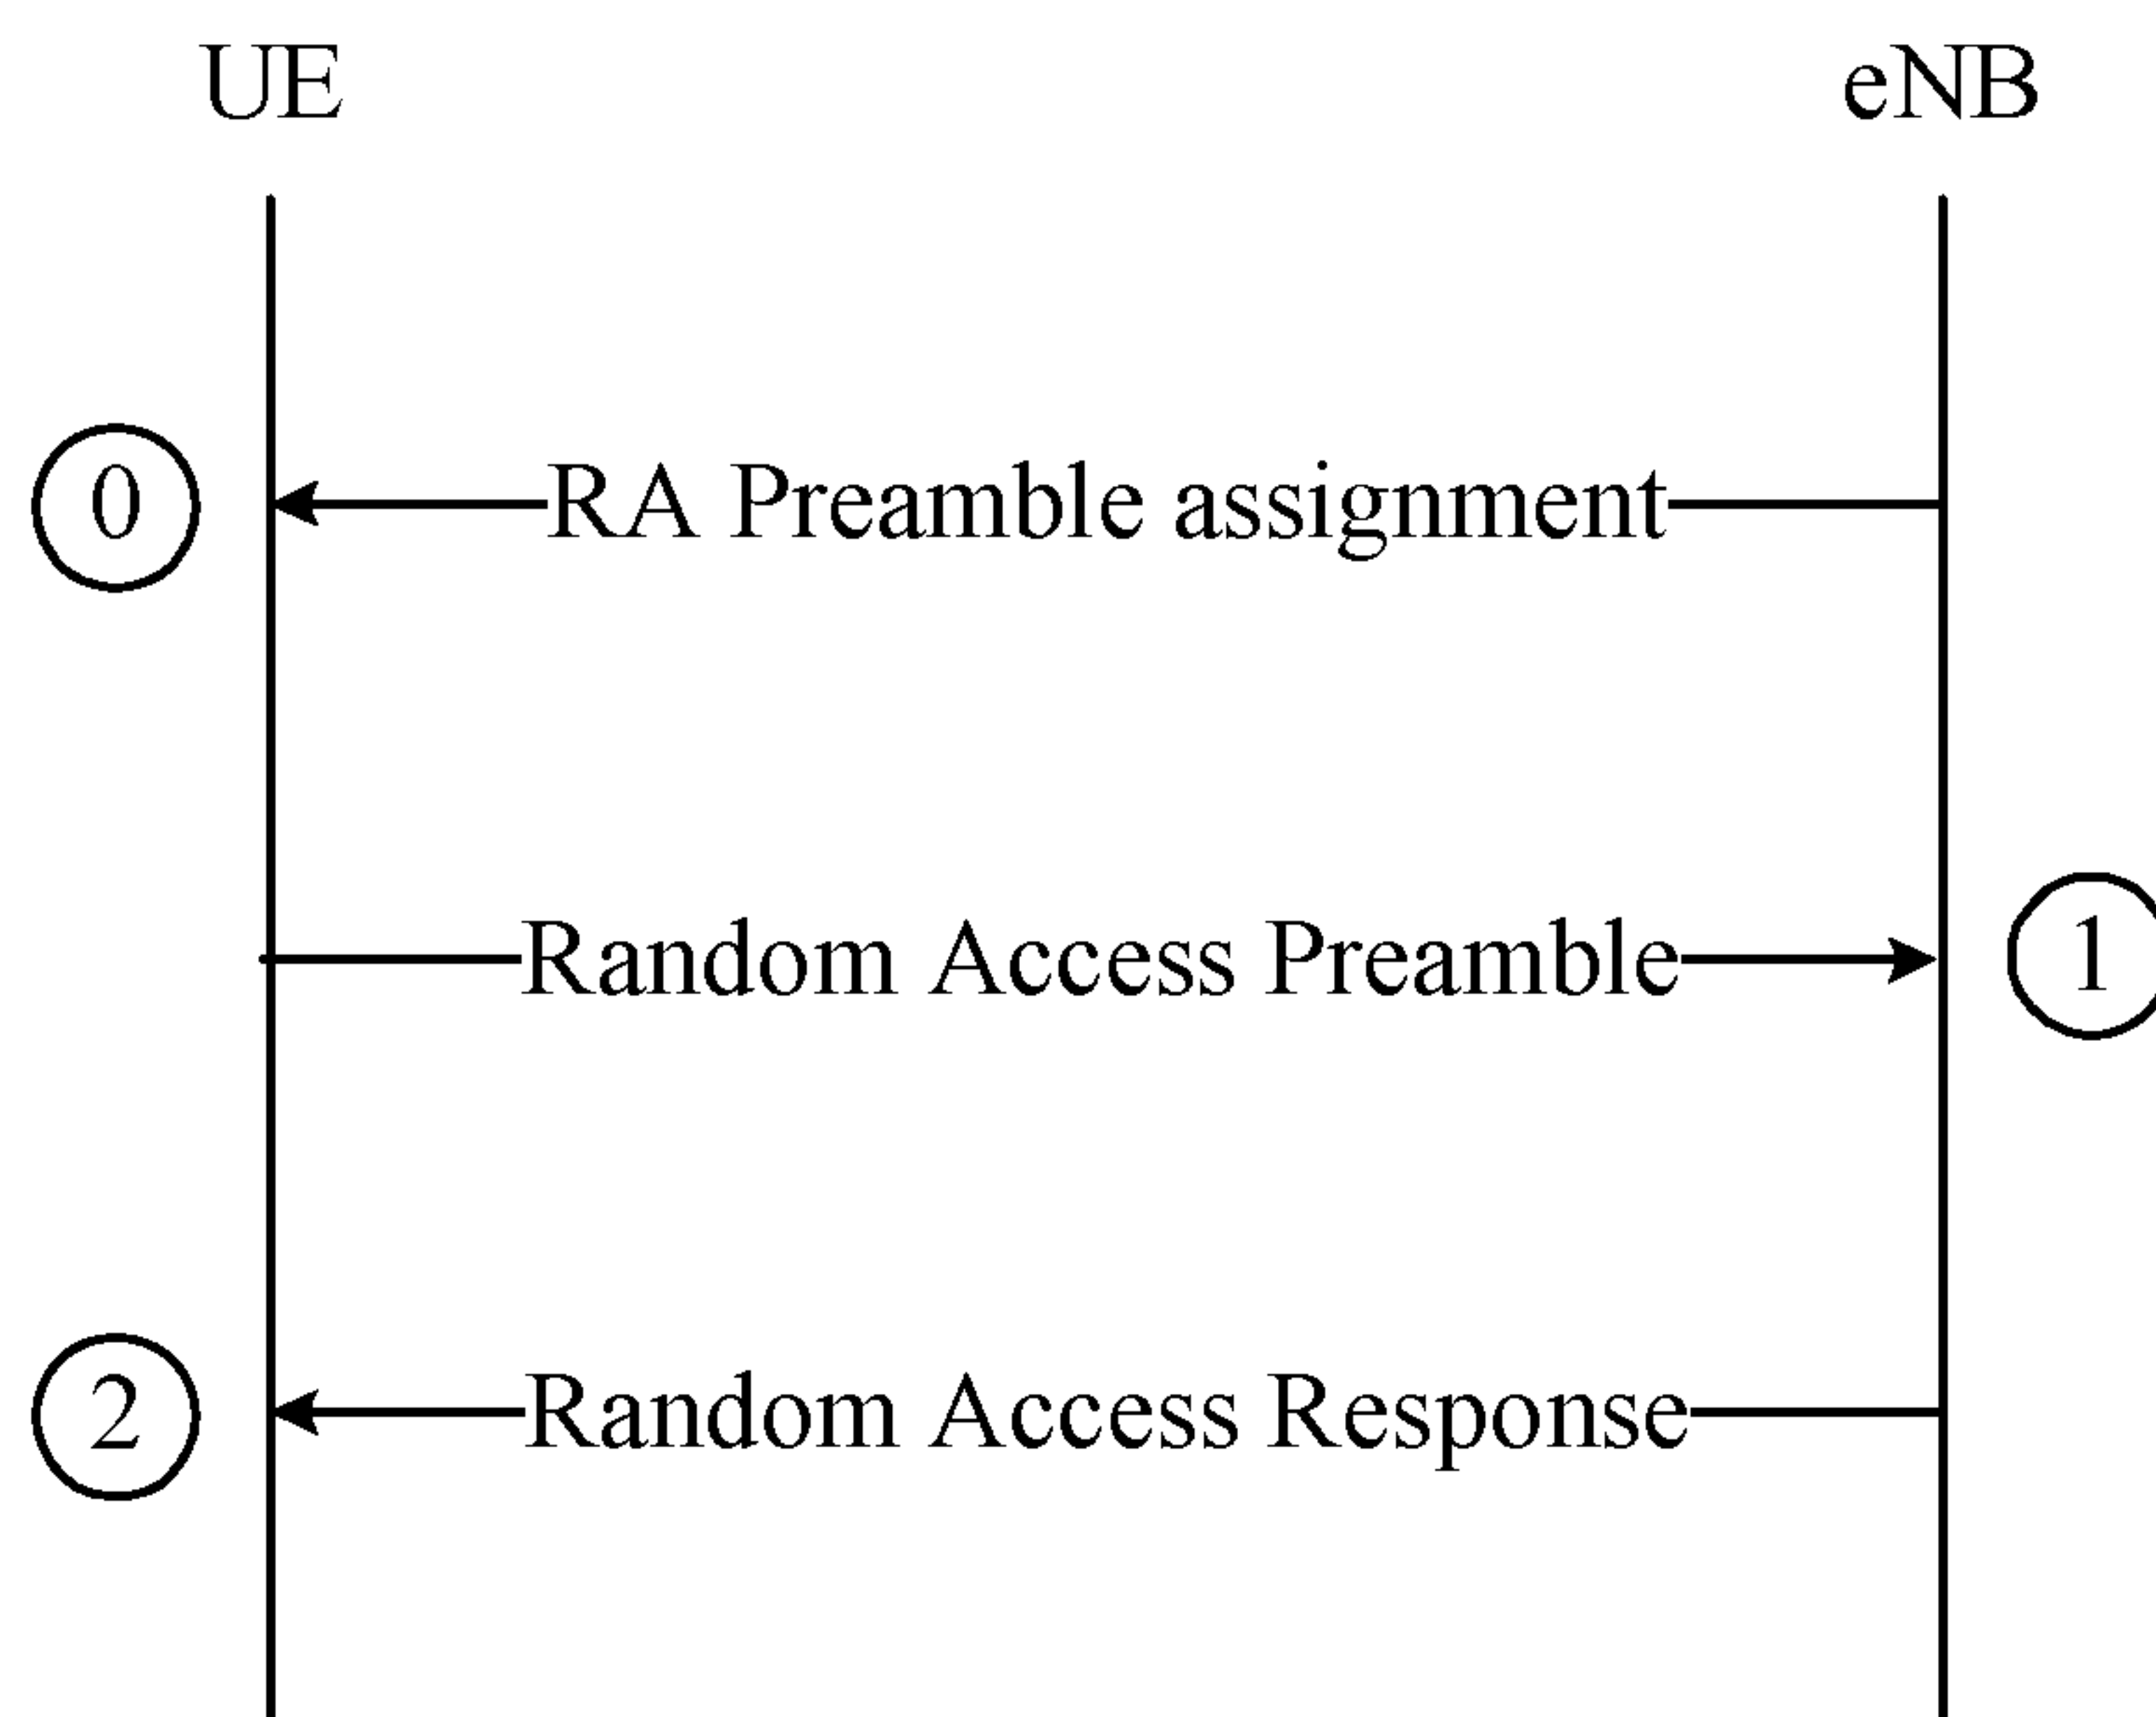 UE eNB
0 RA Preamble assignment
Random Access Preamble 1
2 Random Access Response